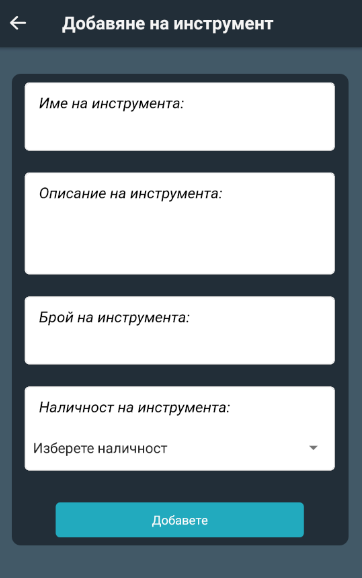 Добавяне на инструмент
Име на инструмента:
Описание на инструмента:
Брой на инструмента:
Наличност на инструмента:
Изберете наличност
Добавете